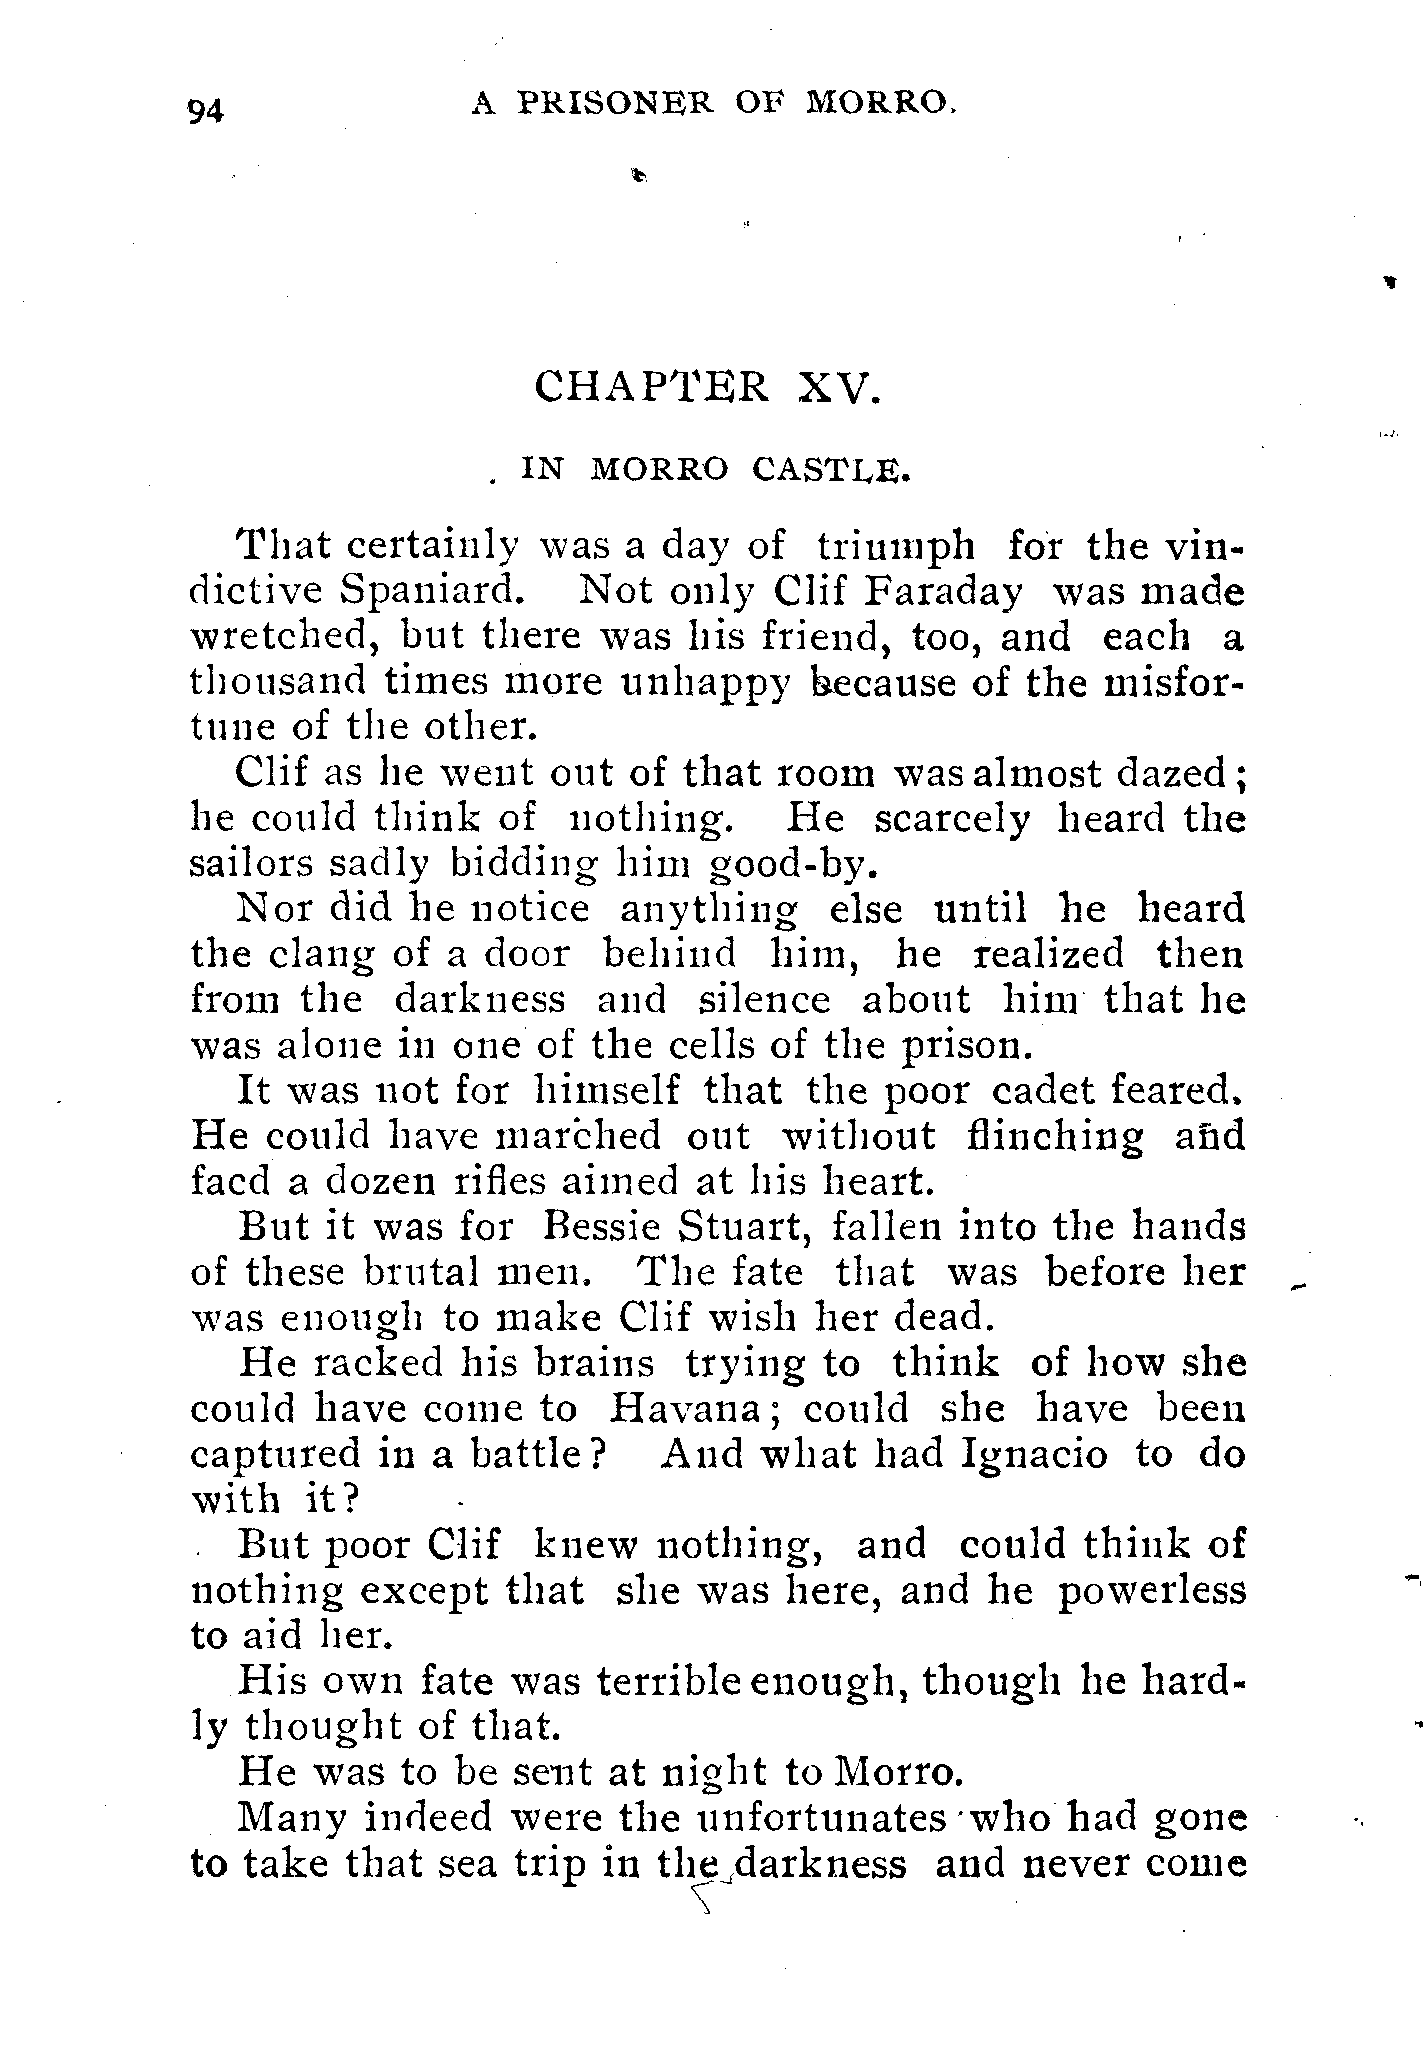 94 A PRISONER OF MORRO.
CHAPTER XV.
IN MORRO CASTLE.
That certainly was a day of triumph for the vin-
dictive Spaniard. Not only Clif Faraday was made
wretched, but there was his friend, too, and each a
thousand times more unhappy because of the misfor-
tune of the other.
Clif as he went out of that room was almost dazed;
he could think of nothing. He scarcely heard the
sailors sadly bidding him good-by.
Nor did he notice anything else until he heard
the clang of a door behind him, he realized then
from the darkness and silence about him that he
was alone in one of the cells of the prison.
It was not for himself that the poor cadet feared.
He could have marched out without flinching and
facd a dozen rifles aimed at his heart.
But it was for Bessie Stuart, fallen into the hands
of these brutal men. The fate that was before her
was enough to make Clif wish her dead.
He racked his brains trying to think of how she
could have come to Havana; could she have been
captured in a battle? And what had Ignacio to do
with it?
But poor Clif knew nothing, and could think of
nothing except that she was here, and he powerless
to aid her.
His own fate was terrible enough, though he hard-
ly thought of that.
He was to be sent at night to Morro.
Many indeed were the unfortunates who had gone
to take that sea trip in the darkness and never come